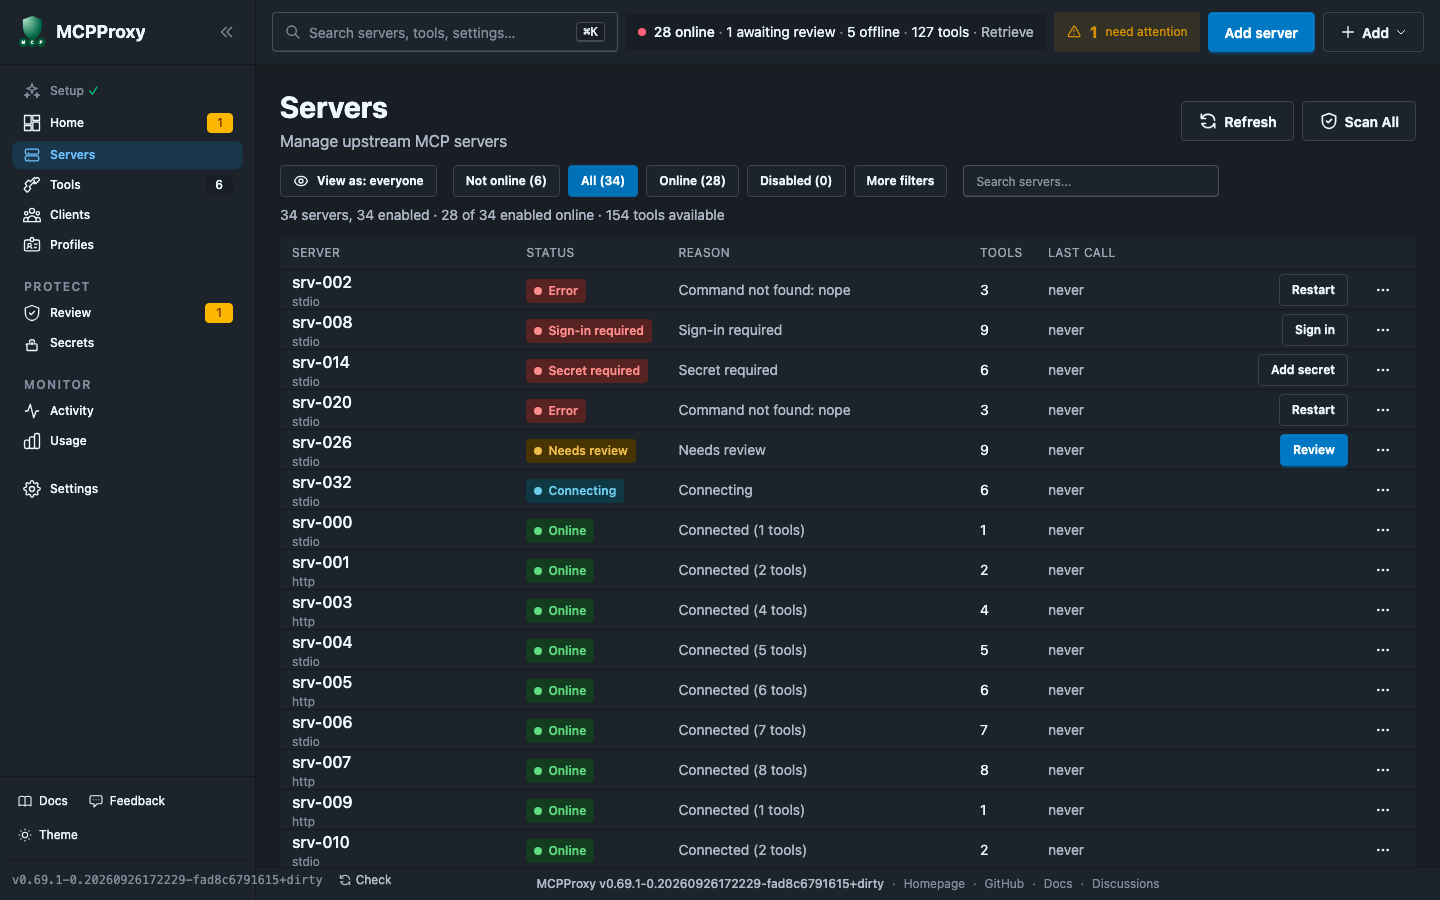 MCPProxy
MCP
Search servers, tools, settings... ⌘K
28 online · 1 awaiting review · 5 offline · 127 tools · Retrieve
1 need attention
Add server
Add
Setup
Home 1
Servers
Tools 6
Clients
Profiles
PROTECT
Review 1
Secrets
MONITOR
Activity
Usage
Settings
Docs Feedback
Theme
v0.69.1-0.20260926172229-fad8c6791615+dirty Check
Servers
Manage upstream MCP servers
Refresh Scan All
View as: everyone Not online (6) All (34) Online (28) Disabled (0) More filters Search servers...
34 servers, 34 enabled · 28 of 34 enabled online · 154 tools available
SERVER STATUS REASON TOOLS LAST CALL
srv-002 Error Command not found: nope 3 never Restart
stdio
srv-008 Sign-in required Sign-in required 9 never Sign in
stdio
srv-014 Secret required Secret required 6 never Add secret
stdio
srv-020 Error Command not found: nope 3 never Restart
stdio
srv-026 Needs review Needs review 9 never Review
stdio
srv-032 Connecting Connecting 6 never
stdio
srv-000 Online Connected (1 tools) 1 never
stdio
srv-001 Online Connected (2 tools) 2 never
http
srv-003 Online Connected (4 tools) 4 never
http
srv-004 Online Connected (5 tools) 5 never
stdio
srv-005 Online Connected (6 tools) 6 never
http
srv-006 Online Connected (7 tools) 7 never
stdio
srv-007 Online Connected (8 tools) 8 never
http
srv-009 Online Connected (1 tools) 1 never
http
srv-010 Online Connected (2 tools) 2 never
stdio
MCPProxy v0.69.1-0.20260926172229-fad8c6791615+dirty · Homepage · GitHub · Docs · Discussions